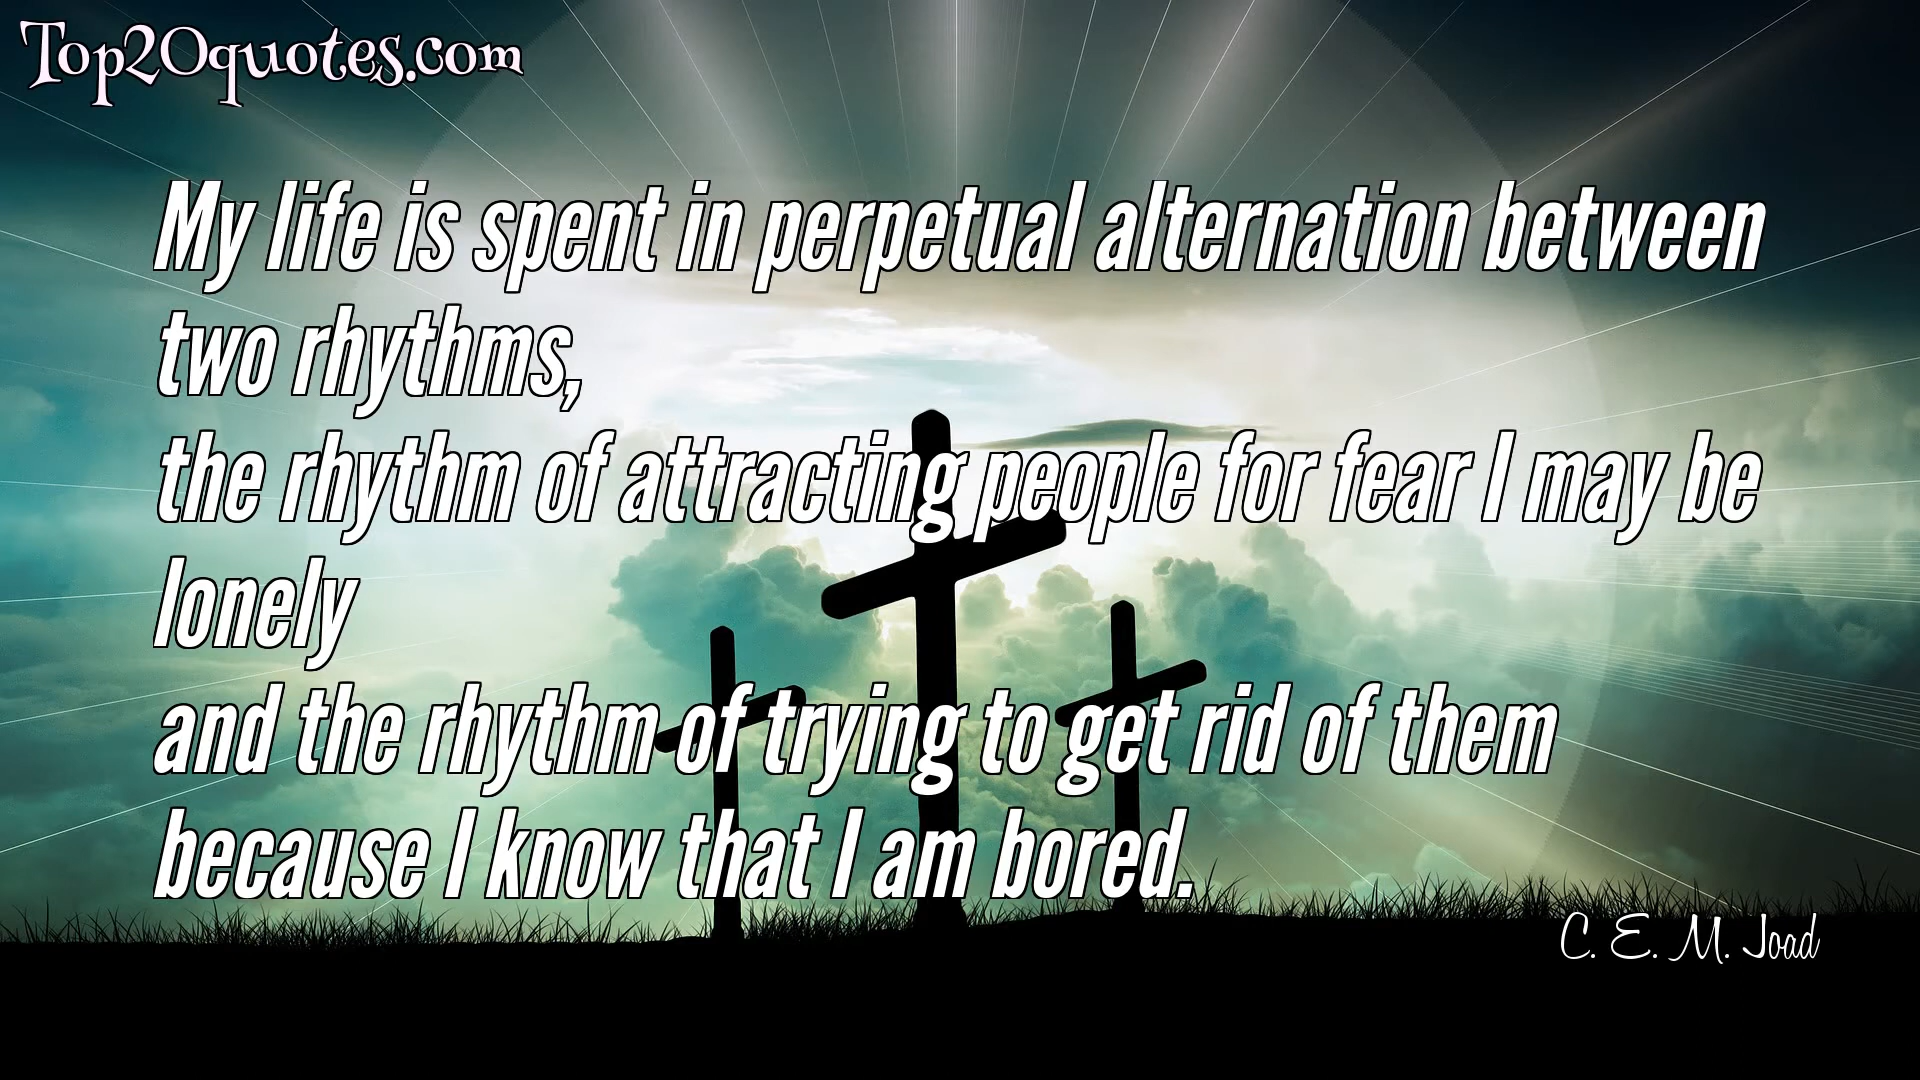 Top20quotes.com
My life is spent in perpetual alternation between
two rhythms,
the rhythm of attracting people for fear I may be
lonely
and the rhythm of trying to get rid of them
because I know that I am bored.
C. E. M. Joad